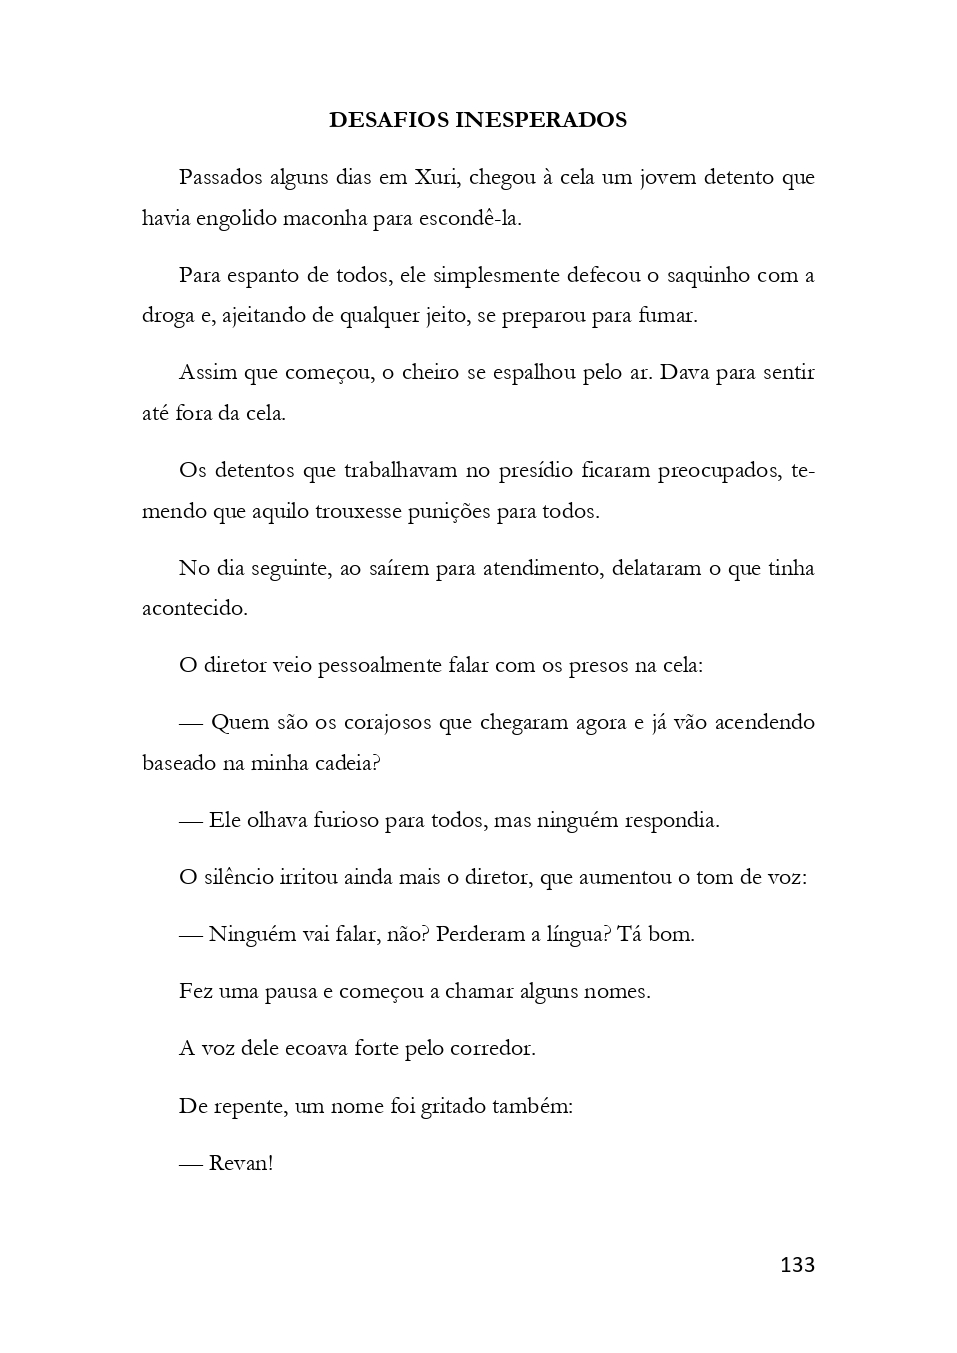 DESAFIOS INESPERADOS
Passados alguns dias em Xuri, chegou à cela um jovem detento que
havia engolido maconha para escondê-la.
Para espanto de todos, ele simplesmente defecou o saquinho com a
droga e, ajeitando de qualquer jeito, se preparou para fumar.
Assim que começou, o cheiro se espalhou pelo ar. Dava para sentir
até fora da cela.
Os detentos que trabalhavam no presídio ficaram preocupados, te-
mendo que aquilo trouxesse punições para todos.
No dia seguinte, ao saírem para atendimento, delataram o que tinha
acontecido.
O diretor veio pessoalmente falar com os presos na cela:
— Quem são os corajosos que chegaram agora e já vão acendendo
baseado na minha cadeia?
— Ele olhava furioso para todos, mas ninguém respondia.
O silêncio irritou ainda mais o diretor, que aumentou o tom de voz:
— Ninguém vai falar, não? Perderam a língua? Tá bom.
Fez uma pausa e começou a chamar alguns nomes.
A voz dele ecoava forte pelo corredor.
De repente, um nome foi gritado também:
— Revan!
133